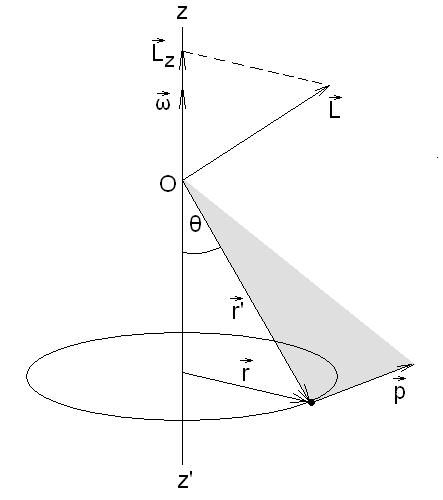 z
L⃗z
ω⃗
L⃗
O
θ
r⃗'
r⃗
p⃗
z'